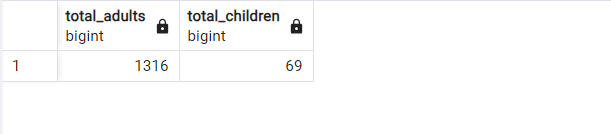 total_adults total_children
bigint bigint
1 1316 69